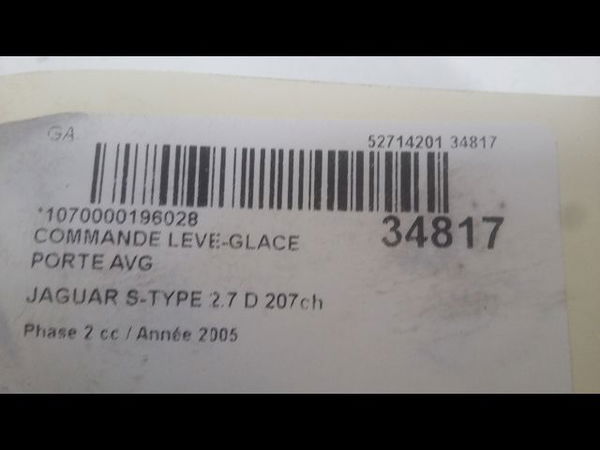 GA
52714201 34817
*1070000196028
34817
COMMANDE LEVE-GLACE
PORTE AVG
JAGUAR S-TYPE 2.7 D 207ch
Phase 2 cc / Année 2005